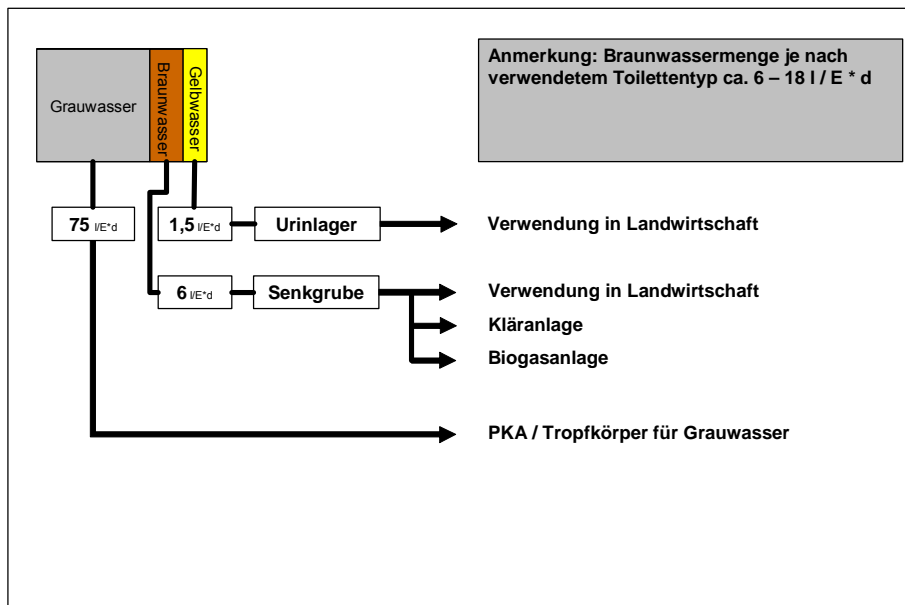 Grauwasser
Braunwasser
Gelbwasser
Anmerkung: Braunwassermenge je nach
verwendetem Toilettentyp ca. 6 – 18 l / E * d
75 l/E*d
1,5 l/E*d
Urinlager
Verwendung in Landwirtschaft
6 l/E*d
Senkgrube
Verwendung in Landwirtschaft
Kläranlage
Biogasanlage
PKA / Tropfkörper für Grauwasser